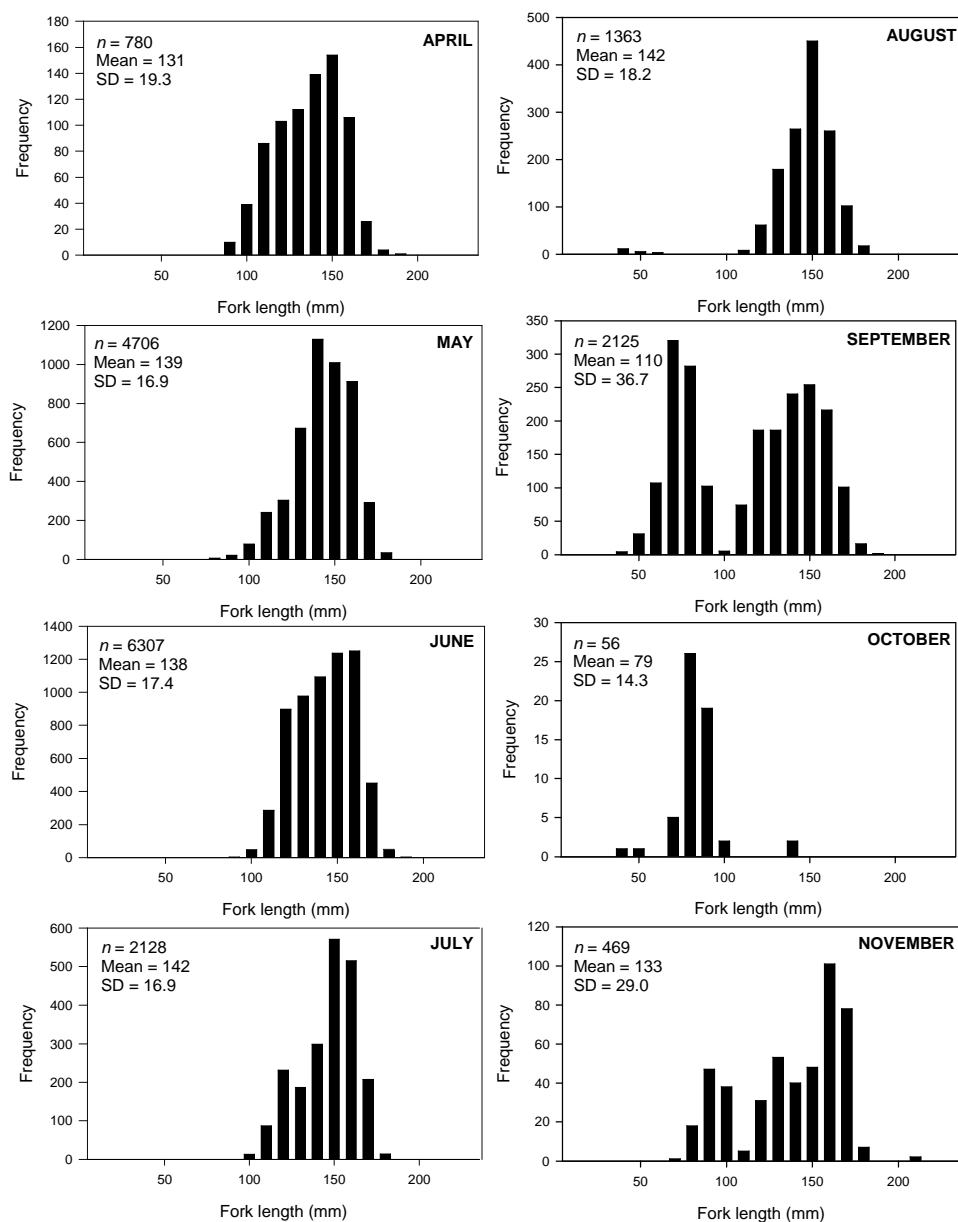 APRIL
n = 780
Mean = 131
SD = 19.3
Frequency
180
160
140
120
100
80
60
40
20
0
50 100 150 200
Fork length (mm)
AUGUST
n = 1363
Mean = 142
SD = 18.2
Frequency
500
400
300
200
100
0
50 100 150 200
Fork length (mm)
MAY
n = 4706
Mean = 139
SD = 16.9
Frequency
1200
1000
800
600
400
200
0
50 100 150 200
Fork length (mm)
SEPTEMBER
n = 2125
Mean = 110
SD = 36.7
Frequency
350
300
250
200
150
100
50
0
50 100 150 200
Fork length (mm)
JUNE
n = 6307
Mean = 138
SD = 17.4
Frequency
1400
1200
1000
800
600
400
200
0
50 100 150 200
Fork length (mm)
OCTOBER
n = 56
Mean = 79
SD = 14.3
Frequency
30
25
20
15
10
5
0
50 100 150 200
Fork length (mm)
JULY
n = 2128
Mean = 142
SD = 16.9
Frequency
600
500
400
300
200
100
0
50 100 150 200
Fork length (mm)
NOVEMBER
n = 469
Mean = 133
SD = 29.0
Frequency
120
100
80
60
40
20
0
50 100 150 200
Fork length (mm)